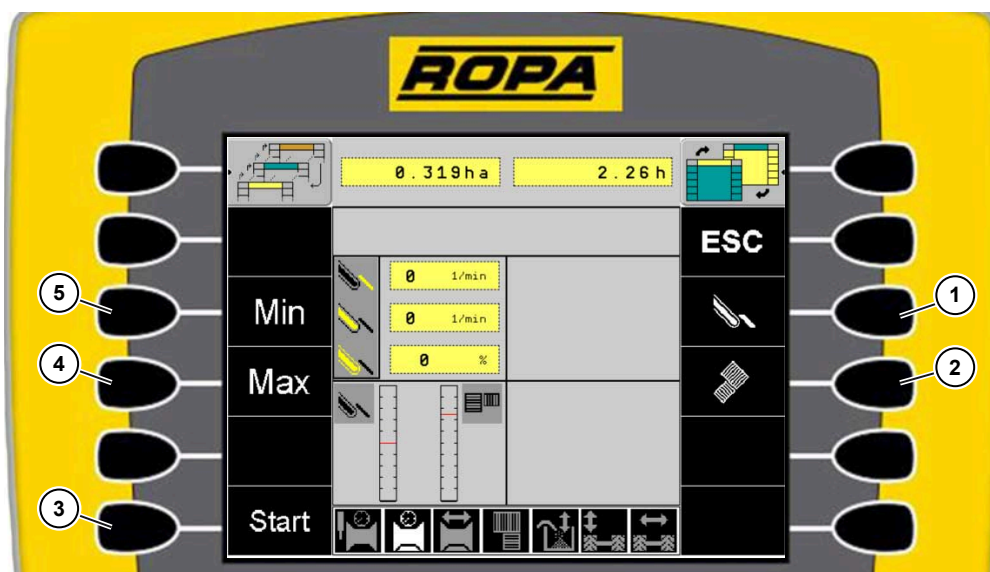 ROPA
0.319ha 2.26h
ESC
0 1/min
5 Min 0 1/min 1
0 %
4 Max 2
3 Start